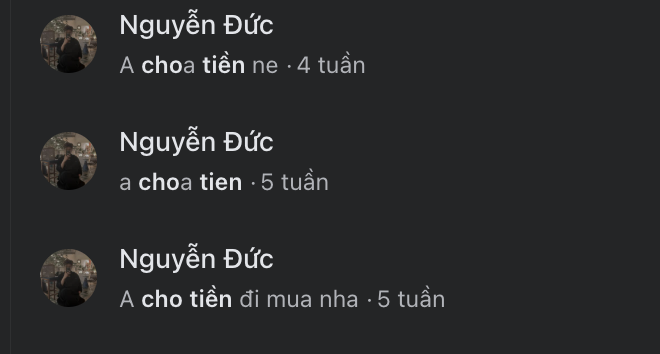 Nguyễn Đức
A choa tiền ne · 4 tuần
Nguyễn Đức
a choa tien · 5 tuần
Nguyễn Đức
A cho tiền đi mua nha · 5 tuần